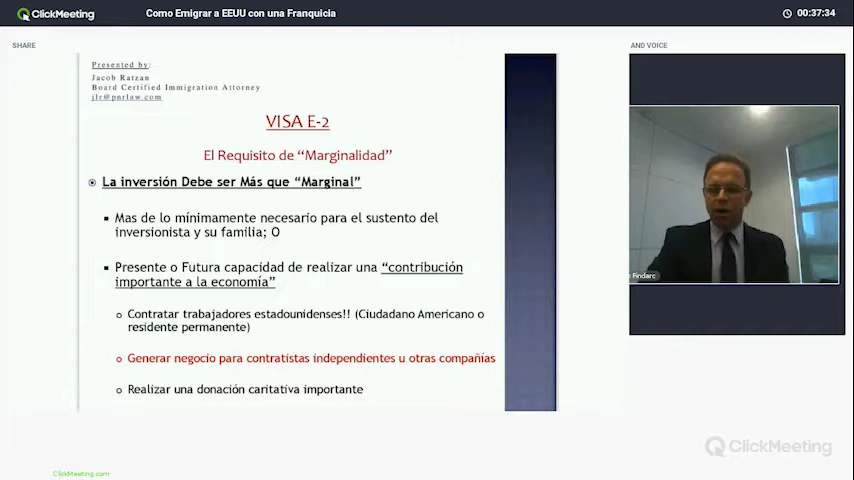 ClickMeeting
Como Emigrar a EEUU con una Franquicia
00:37:34
SHARE
AND VOICE
Presented by:
Jacob Ratzan
Board Certified Immigration Attorney
jlr@pnrlaw.com
VISA E-2
El Requisito de “Marginalidad”
La inversión Debe ser Más que “Marginal”
Mas de lo mínimamente necesario para el sustento del
inversionista y su familia; O
Presente o Futura capacidad de realizar una “contribución
importante a la economía”
Contratar trabajadores estadounidenses!! (Ciudadano Americano o
residente permanente)
Generar negocio para contratistas independientes u otras compañías
Realizar una donación caritativa importante
Findarc
ClickMeeting
ClickMeeting.com